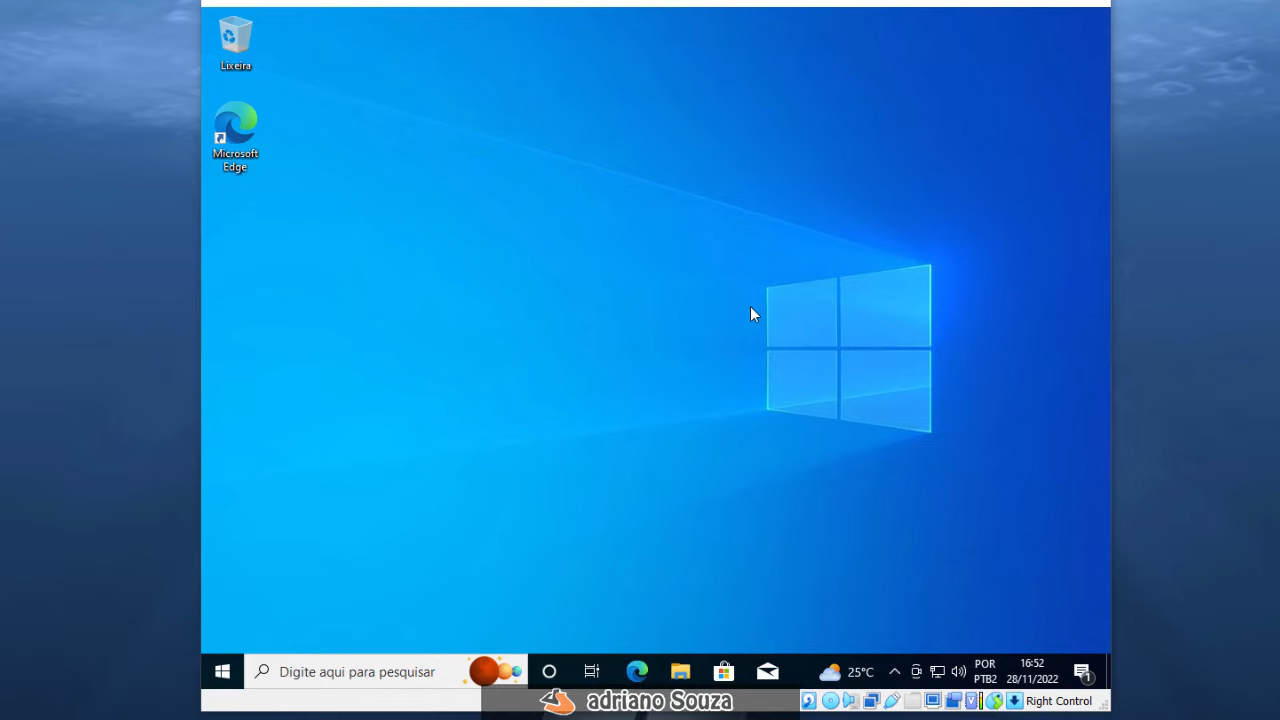 Lixeira
Microsoft
Edge
Digite aqui para pesquisar
25°C
POR
PTB2
16:52
28/11/2022
1
adriano Souza
Right Control